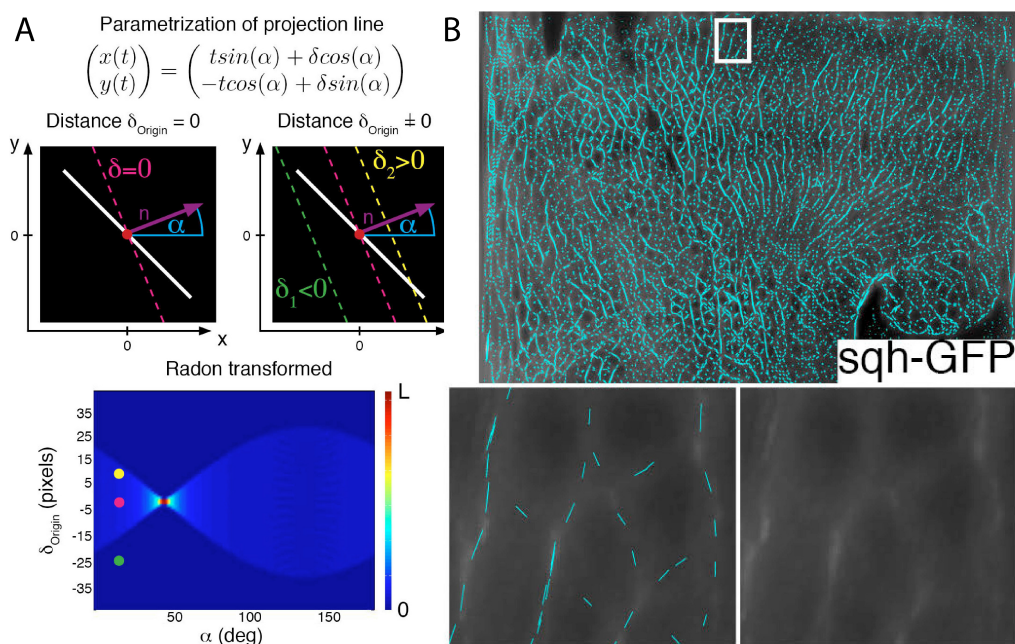 A
Parametrization of projection line
(x(t) y(t)) = (tsin(α) + δcos(α) −tcos(α) + δsin(α))
Distance δOrigin = 0
Distance δOrigin ≠ 0
y
δ=0
n
α
0
x
0
y
δ2>0
n
α
δ1<0
0
0
Radon transformed
L
35
25
15
5
-5
-15
-25
-35
0
δOrigin (pixels)
50
100
150
α (deg)
B
sqh-GFP